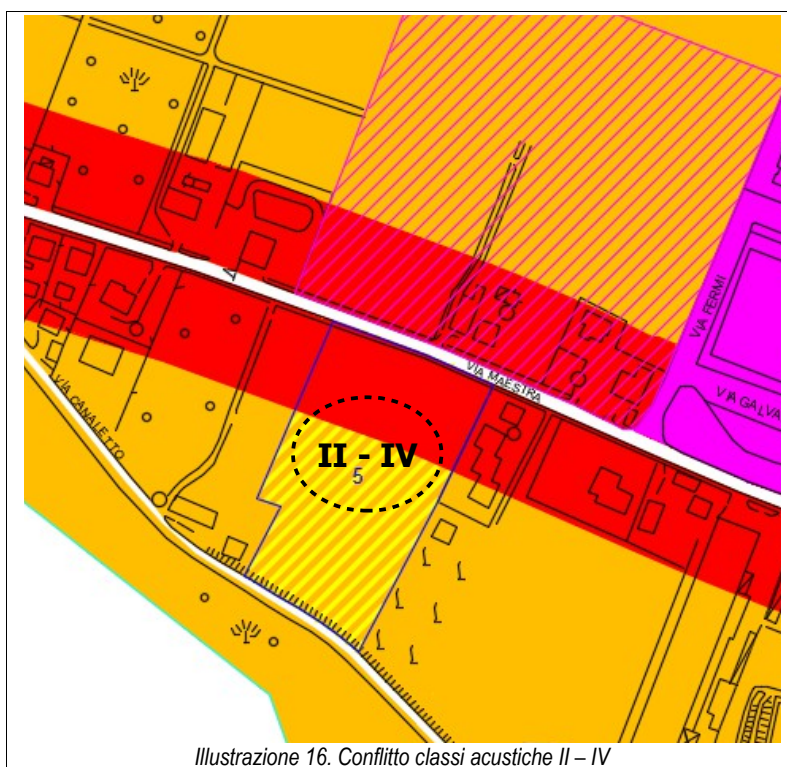 VIA FERMI
VIA MAESTRA
VIA GALVA
VIA CANALETTO
II - IV
5
Illustrazione 16. Conflitto classi acustiche II – IV